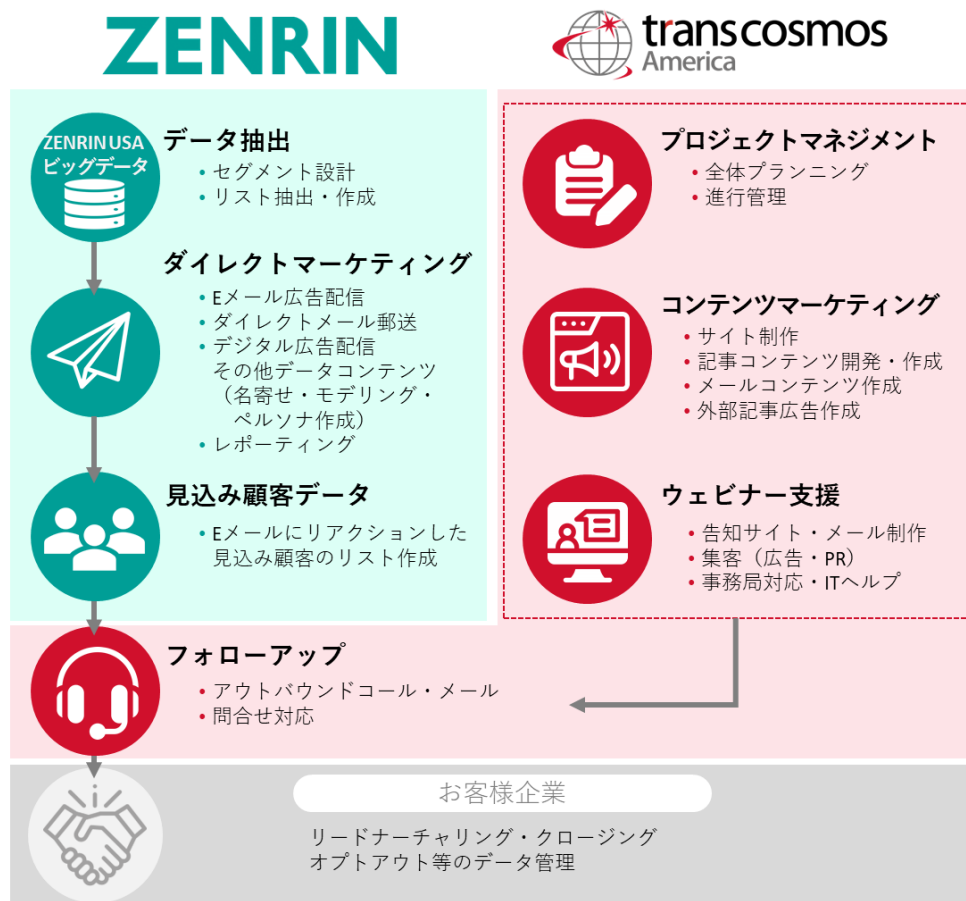 ZENRIN
transcosmos
America
ZENRIN USA
ビッグデータ
データ抽出
• セグメント設計
• リスト抽出・作成
ダイレクトマーケティング
• Eメール広告配信
• ダイレクトメール郵送
• デジタル広告配信
その他データコンテンツ
（名寄せ・モデリング・
ペルソナ作成）
• レポーティング
見込み顧客データ
• Eメールにリアクションした
見込み顧客のリスト作成
プロジェクトマネジメント
• 全体プランニング
• 進行管理
コンテンツマーケティング
• サイト制作
• 記事コンテンツ開発・作成
• メールコンテンツ作成
• 外部記事広告作成
ウェビナー支援
• 告知サイト・メール制作
• 集客（広告・PR）
• 事務局対応・ITヘルプ
フォローアップ
• アウトバウンドコール・メール
• 問合せ対応
お客様企業
リードナーチャリング・クロージング
オプトアウト等のデータ管理